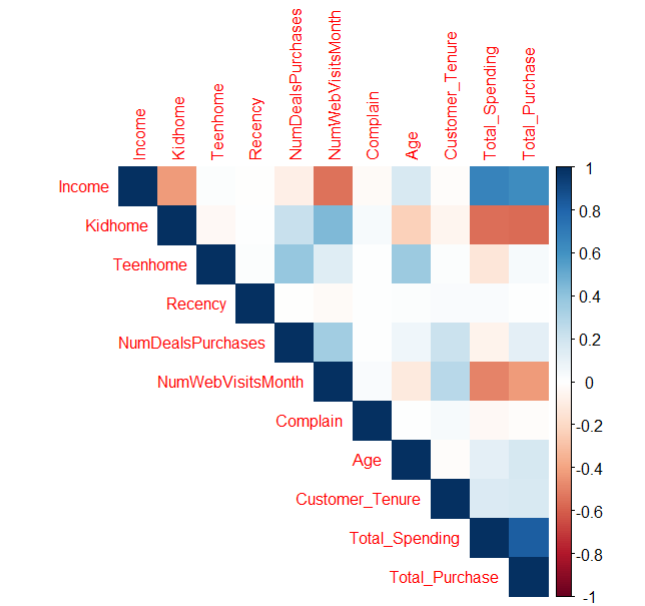 Income
Kidhome
Teenhome
Recency
NumDealsPurchases
NumWebVisitsMonth
Complain
Age
Customer_Tenure
Total_Spending
Total_Purchase
Income
Kidhome
Teenhome
Recency
NumDealsPurchases
NumWebVisitsMonth
Complain
Age
Customer_Tenure
Total_Spending
Total_Purchase
1
0.8
0.6
0.4
0.2
0
-0.2
-0.4
-0.6
-0.8
-1